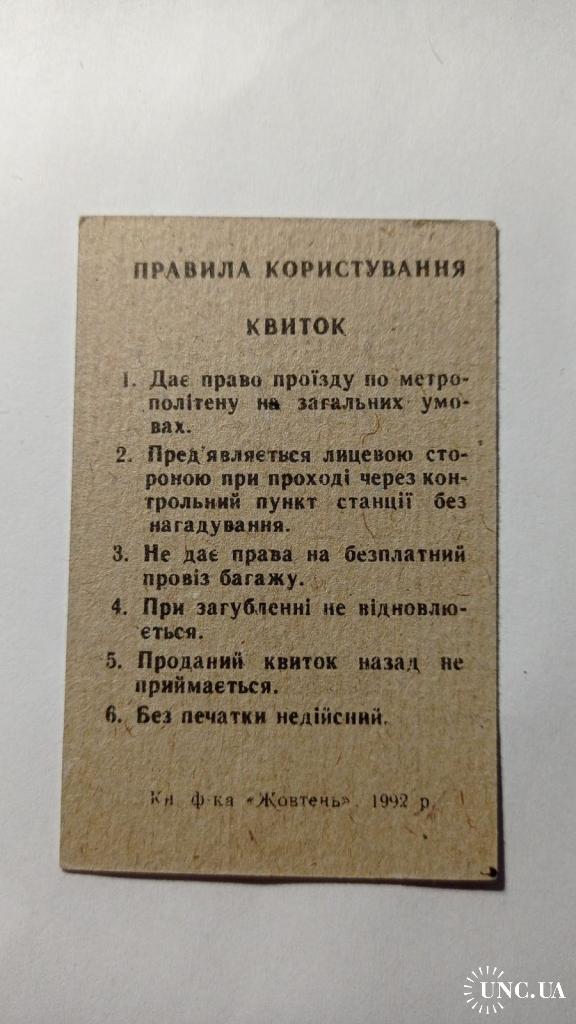 ПРАВИЛА КОРИСТУВАННЯ
КВИТОК
1. Дає право проїзду по метро-
політену на загальних умо-
вах.
2. Пред'являється лицевою сто-
роною при проході через кон-
трольний пункт станції без
нагадування.
3. Не дає права на безплатний
провіз багажу.
4. При загубленні не відновлю-
ється.
5. Проданий квиток назад не
приймається.
6. Без печатки недійсний.
Кн. ф-ка «Жовтень». 1992 р.
UNC.UA